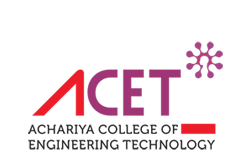 ACET
ACHARIYA COLLEGE OF
ENGINEERING TECHNOLOGY